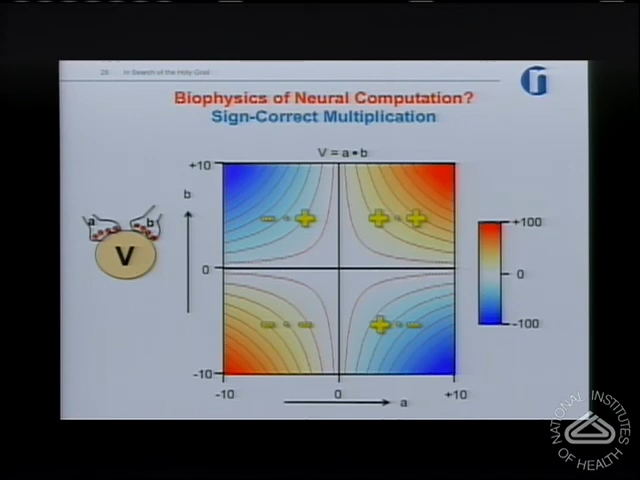 29 In Search of the Holy Grail
Biophysics of Neural Computation?
Sign-Correct Multiplication
V = a • b
+10
b
0
-10
-10 0 +10
a
a b
V
- • +
+ • +
- • -
+ • -
+100
0
-100
NATIONAL INSTITUTES
OF HEALTH